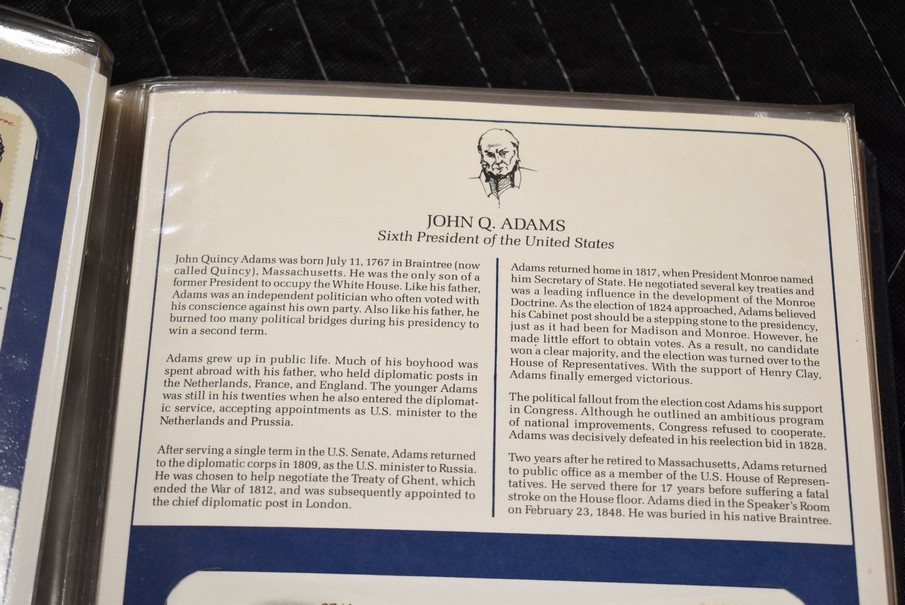 JOHN Q. ADAMS
Sixth President of the United States
John Quincy Adams was born July 11, 1767 in Braintree (now
called Quincy), Massachusetts. He was the only son of a
former President to occupy the White House. Like his father,
Adams was an independent politician who often voted with
his conscience against his own party. Also like his father, he
burned too many political bridges during his presidency to
win a second term.
Adams grew up in public life. Much of his boyhood was
spent abroad with his father, who held diplomatic posts in
the Netherlands, France, and England. The younger Adams
was still in his twenties when he also entered the diplomat-
ic service, accepting appointments as U.S. minister to the
Netherlands and Prussia.
After serving a single term in the U.S. Senate, Adams returned
to the diplomatic corps in 1809, as the U.S. minister to Russia.
He was chosen to help negotiate the Treaty of Ghent, which
ended the War of 1812, and was subsequently appointed to
the chief diplomatic post in London.
Adams returned home in 1817, when President Monroe named
him Secretary of State. He negotiated several key treaties and
was a leading influence in the development of the Monroe
Doctrine. As the election of 1824 approached, Adams believed
his Cabinet post should be a stepping stone to the presidency,
just as it had been for Madison and Monroe. However, he
made little effort to obtain votes. As a result, no candidate
won a clear majority, and the election was turned over to the
House of Representatives. With the support of Henry Clay,
Adams finally emerged victorious.
The political fallout from the election cost Adams his support
in Congress. Although he outlined an ambitious program
of national improvements, Congress refused to cooperate.
Adams was decisively defeated in his reelection bid in 1828.
Two years after he retired to Massachusetts, Adams returned
to public office as a member of the U.S. House of Represen-
tatives. He served there for 17 years before suffering a fatal
stroke on the House floor. Adams died in the Speaker's Room
on February 23, 1848. He was buried in his native Braintree.